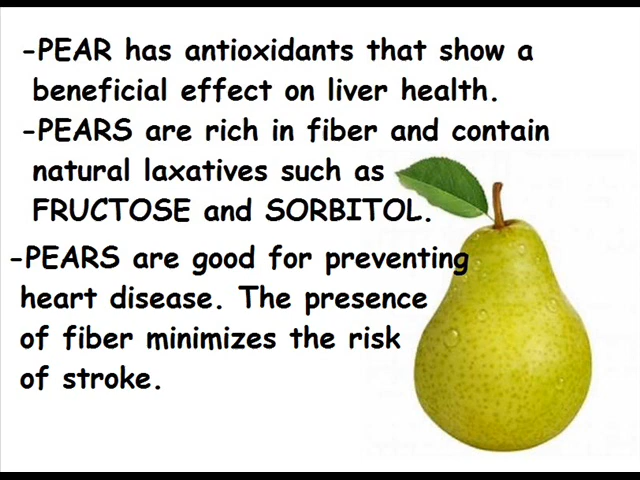 -PEAR has antioxidants that show a
beneficial effect on liver health.
-PEARS are rich in fiber and contain
natural laxatives such as
FRUCTOSE and SORBITOL.
-PEARS are good for preventing
heart disease. The presence
of fiber minimizes the risk
of stroke.